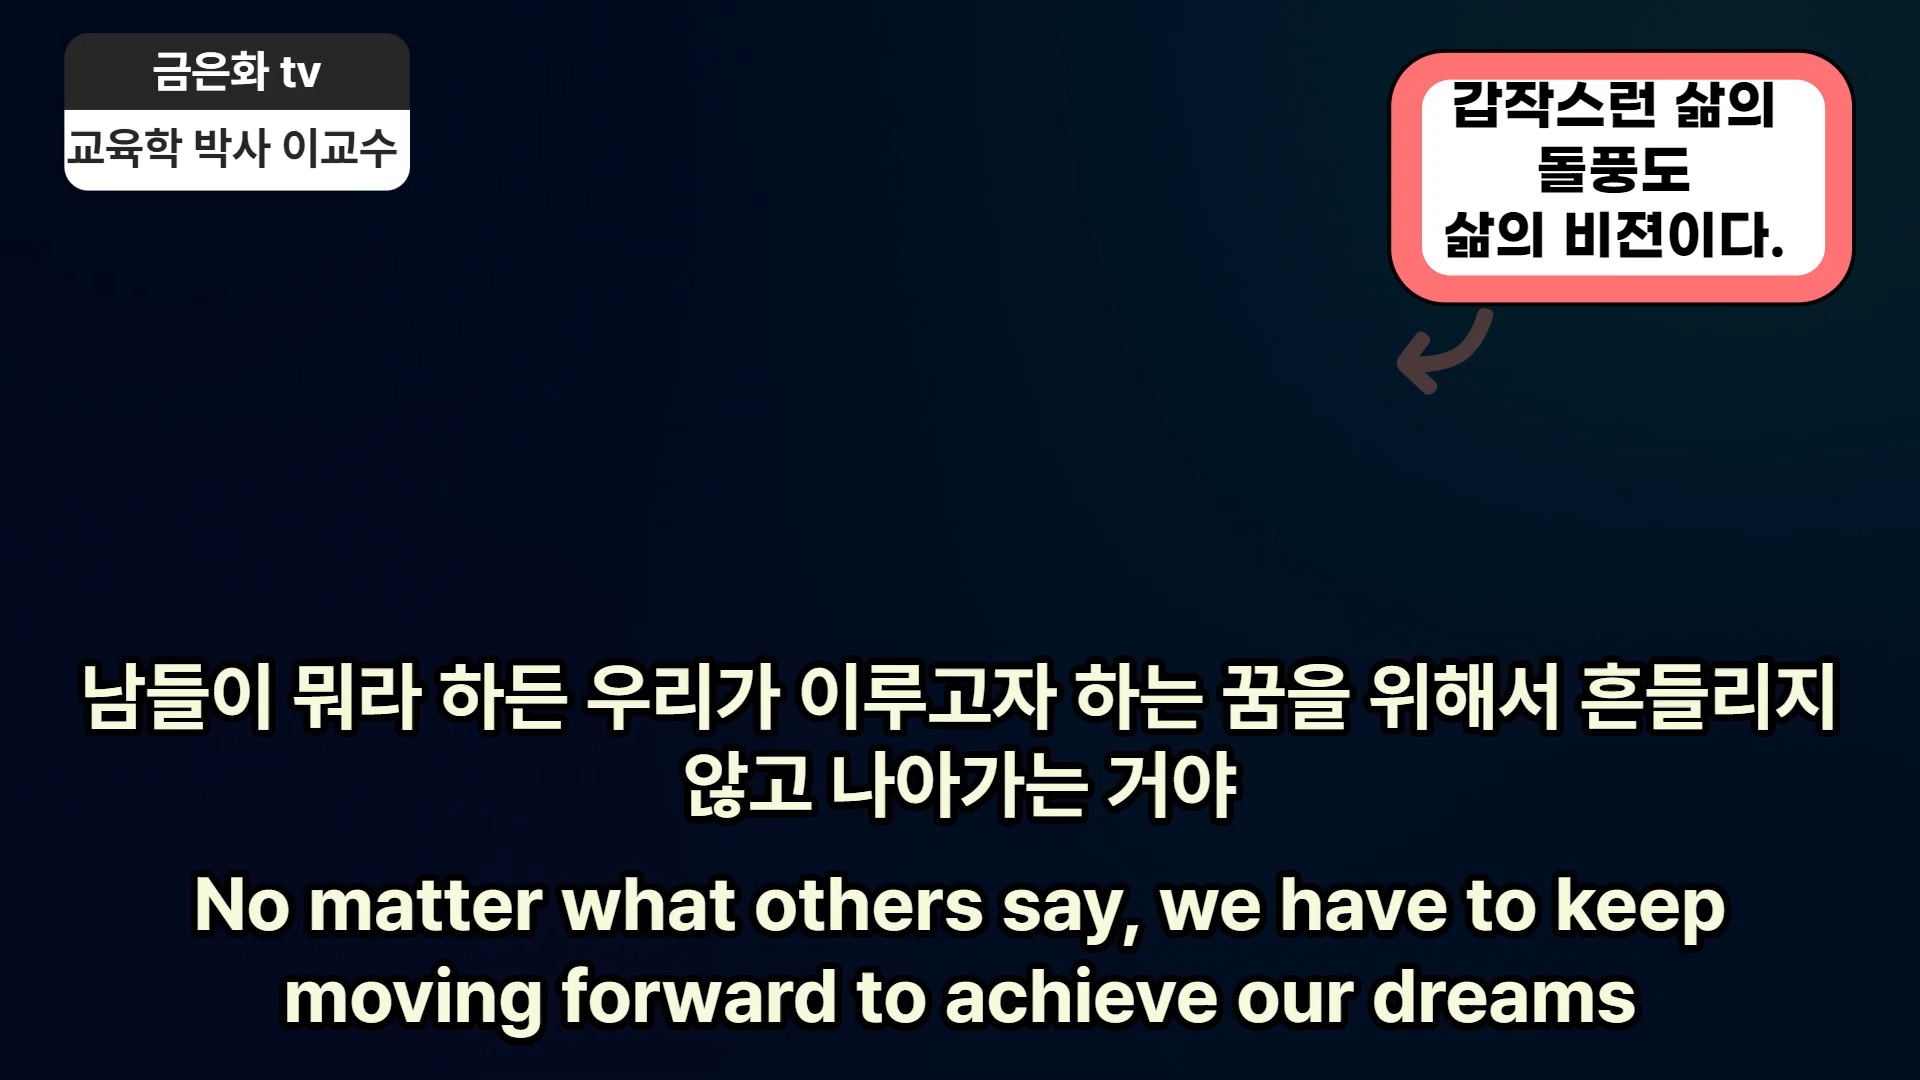 금은화 tv
교육학 박사 이교수
갑작스런 삶의
돌풍도
삶의 비젼이다.
남들이 뭐라 하든 우리가 이루고자 하는 꿈을 위해서 흔들리지
않고 나아가는 거야
No matter what others say, we have to keep
moving forward to achieve our dreams